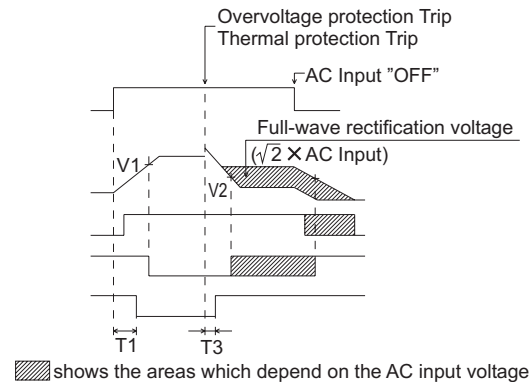 Overvoltage protection Trip
Thermal protection Trip
AC Input ”OFF”
Full-wave rectification voltage
(√2 × AC Input)
V1
V2
T1
T3
shows the areas which depend on the AC input voltage